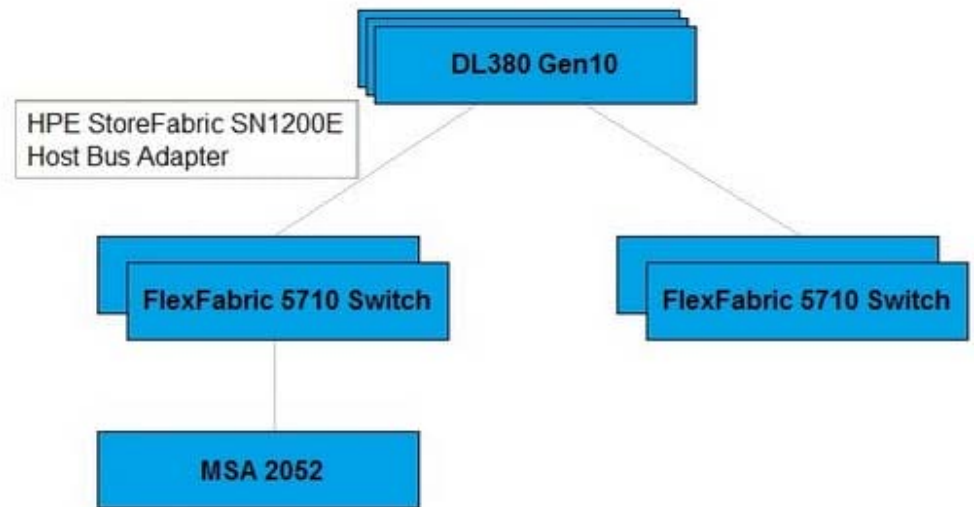 DL380 Gen10
HPE StoreFabric SN1200E
Host Bus Adapter
FlexFabric 5710 Switch
FlexFabric 5710 Switch
MSA 2052